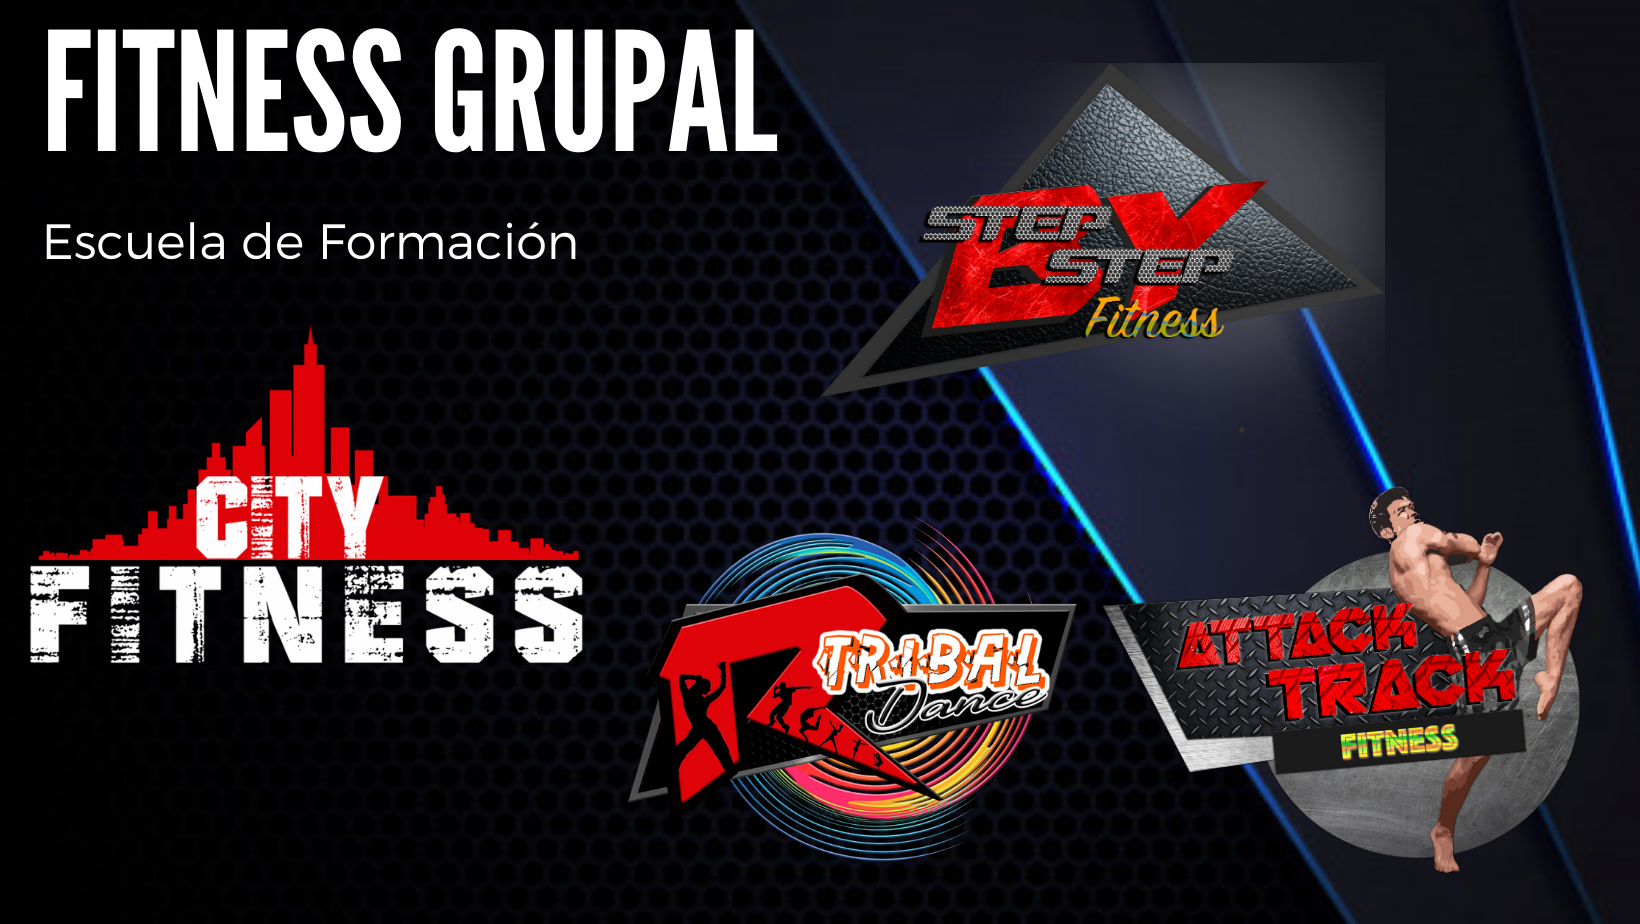 FITNESS GRUPAL
Escuela de Formación
STEP
BY
STEP
Fitness
CITY
FITNESS
TRIBAL
Dance
ATTACK
TRACK
FITNESS